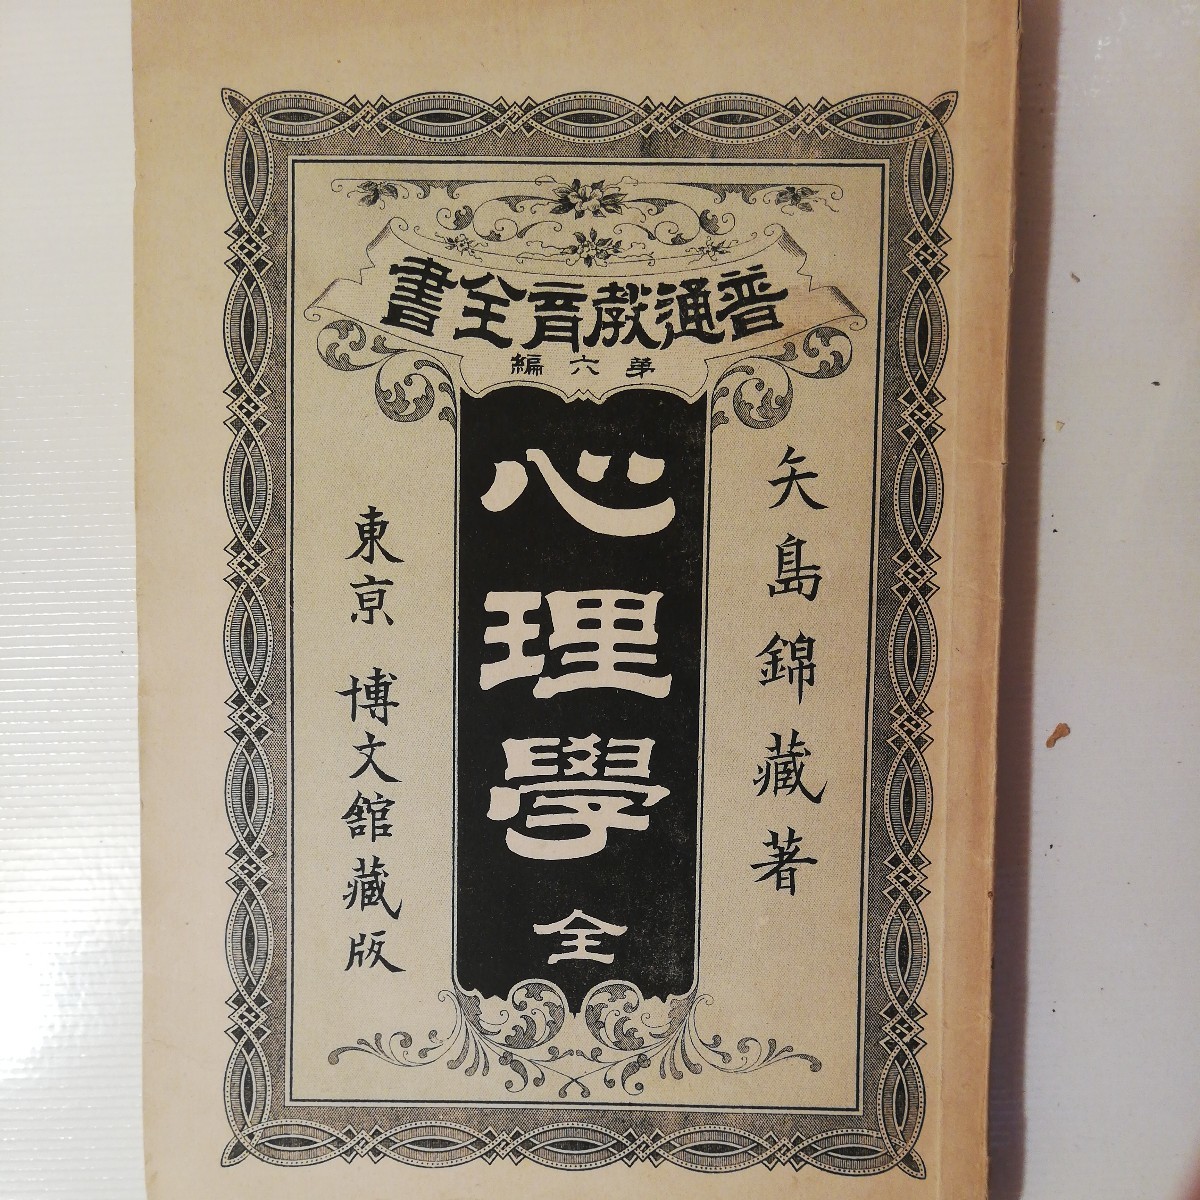 普通教育全書
第六編
矢島錦藏著
心理學全
東京 博文館藏版